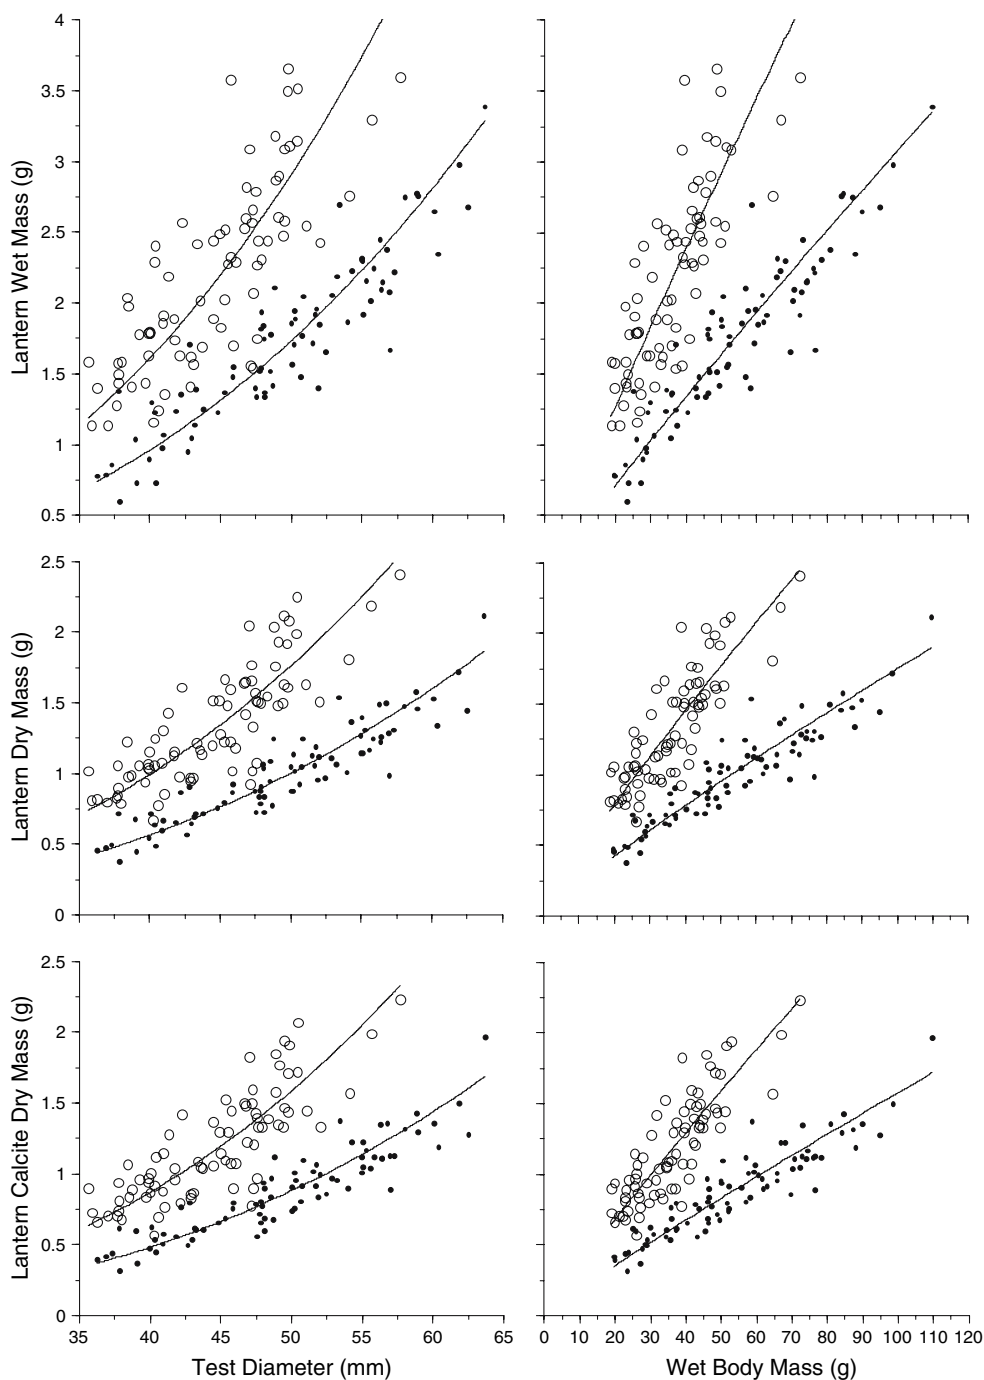 4
3.5
3
2.5
2
1.5
1
0.5
Lantern Wet Mass (g)
2.5
2
1.5
1
0.5
0
Lantern Dry Mass (g)
2.5
2
1.5
1
0.5
0
Lantern Calcite Dry Mass (g)
35 40 45 50 55 60 65
0 10 20 30 40 50 60 70 80 90 100 110 120
Test Diameter (mm)
Wet Body Mass (g)